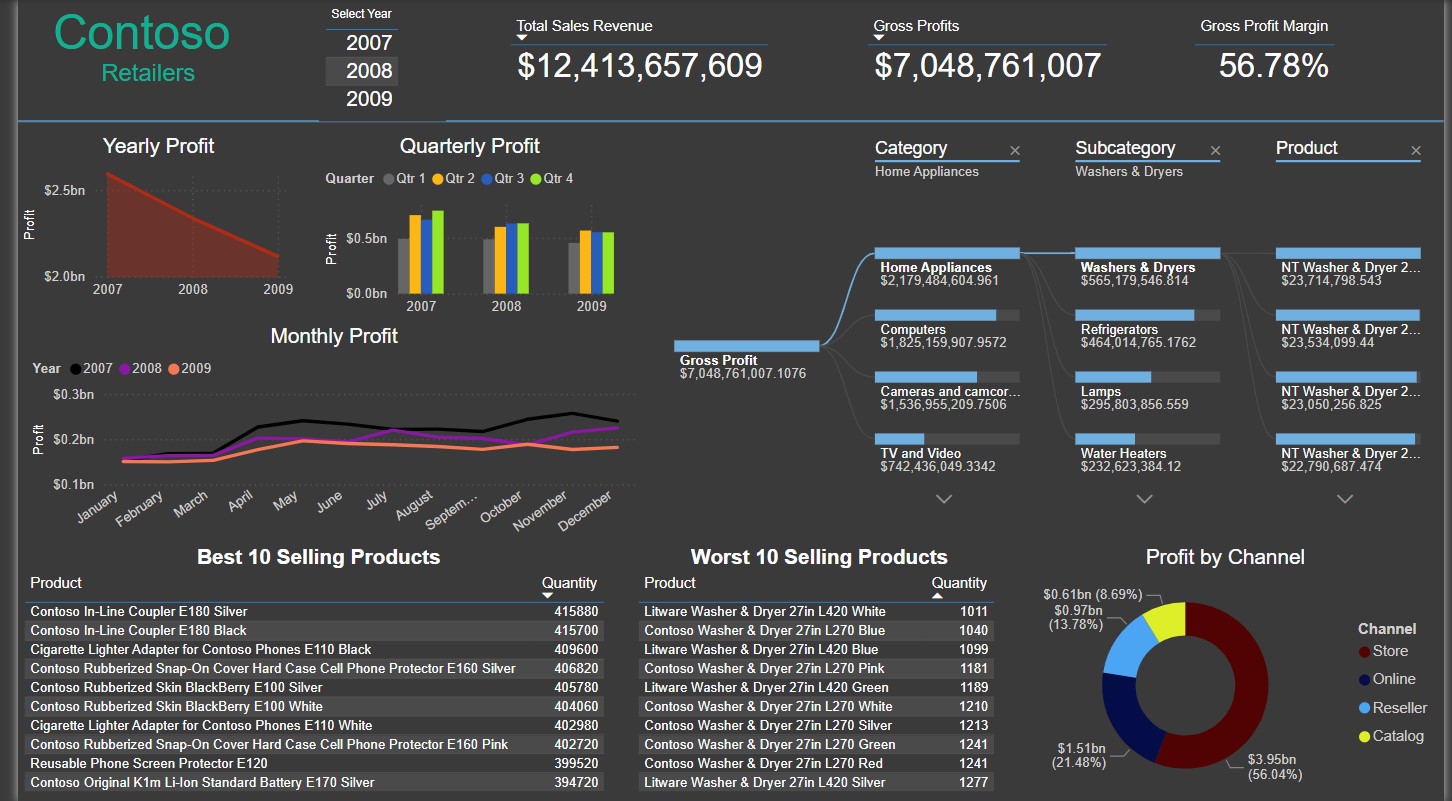 Contoso
Retailers
Select Year
2007
2008
2009
Total Sales Revenue
$12,413,657,609
Gross Profits
$7,048,761,007
Gross Profit Margin
56.78%
Yearly Profit
Profit
$2.5bn
$2.0bn
2007 2008 2009
Quarterly Profit
Quarter Qtr 1 Qtr 2 Qtr 3 Qtr 4
Profit
$0.5bn
$0.0bn
2007 2008 2009
Monthly Profit
Year 2007 2008 2009
Profit
$0.3bn
$0.2bn
$0.1bn
January February March April May June July August Septem... October November December
Category
Home Appliances
Subcategory
Washers & Dryers
Product
Gross Profit
$7,048,761,007.1076
Home Appliances
$2,179,484,604.961
Computers
$1,825,159,907.9572
Cameras and camcor...
$1,536,955,209.7506
TV and Video
$742,436,049.3342
Washers & Dryers
$565,179,546.814
Refrigerators
$464,014,765.1762
Lamps
$295,803,856.559
Water Heaters
$232,623,384.12
NT Washer & Dryer 2...
$23,714,798.543
NT Washer & Dryer 2...
$23,534,099.44
NT Washer & Dryer 2...
$23,050,256.825
NT Washer & Dryer 2...
$22,790,687.474
Best 10 Selling Products
Product Quantity
Contoso In-Line Coupler E180 Silver 415880
Contoso In-Line Coupler E180 Black 415700
Cigarette Lighter Adapter for Contoso Phones E110 Black 409600
Contoso Rubberized Snap-On Cover Hard Case Cell Phone Protector E160 Silver 406820
Contoso Rubberized Skin BlackBerry E100 Silver 405780
Contoso Rubberized Skin BlackBerry E100 White 404060
Cigarette Lighter Adapter for Contoso Phones E110 White 402980
Contoso Rubberized Snap-On Cover Hard Case Cell Phone Protector E160 Pink 402720
Reusable Phone Screen Protector E120 399520
Contoso Original K1m Li-Ion Standard Battery E170 Silver 394720
Worst 10 Selling Products
Product Quantity
Litware Washer & Dryer 27in L420 White 1011
Contoso Washer & Dryer 27in L270 Blue 1040
Litware Washer & Dryer 27in L420 Blue 1099
Contoso Washer & Dryer 27in L270 Pink 1181
Litware Washer & Dryer 27in L420 Green 1189
Contoso Washer & Dryer 27in L270 White 1210
Contoso Washer & Dryer 27in L270 Silver 1213
Contoso Washer & Dryer 27in L270 Green 1241
Contoso Washer & Dryer 27in L270 Red 1241
Litware Washer & Dryer 27in L420 Silver 1277
Profit by Channel
$0.61bn (8.69%)
$0.97bn
(13.78%)
$1.51bn
(21.48%)
$3.95bn
(56.04%)
Channel
Store
Online
Reseller
Catalog